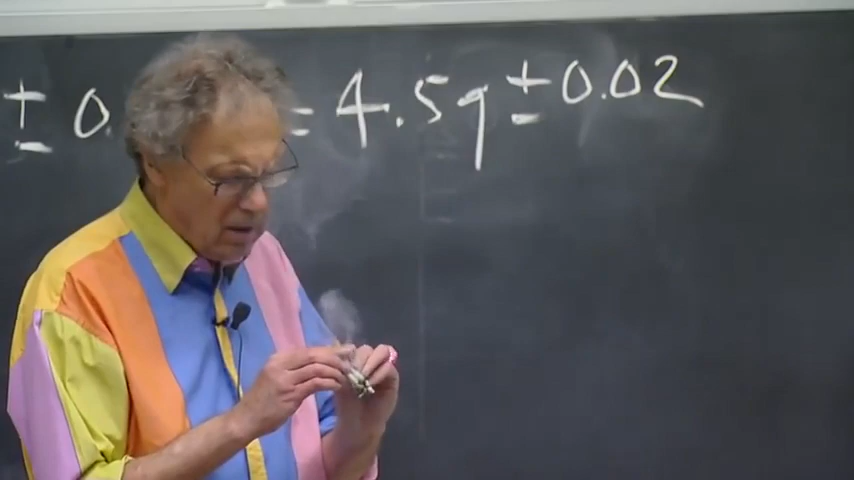 ± 0. = 4.59 ± 0.02